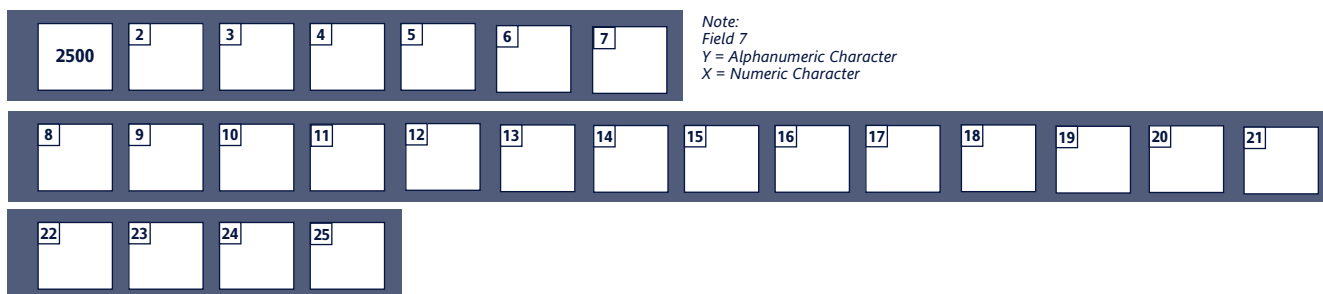 2500 2 3 4 5 6 7
Note:
Field 7
Y = Alphanumeric Character
X = Numeric Character
8 9 10 11 12 13 14 15 16 17 18 19 20 21
22 23 24 25